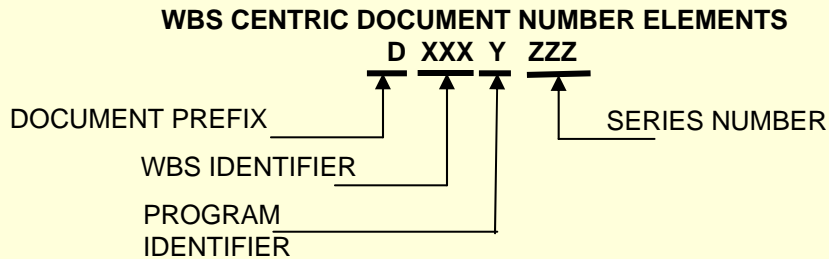 WBS CENTRIC DOCUMENT NUMBER ELEMENTS
D XXX Y ZZZ
DOCUMENT PREFIX
SERIES NUMBER
WBS IDENTIFIER
PROGRAM
IDENTIFIER